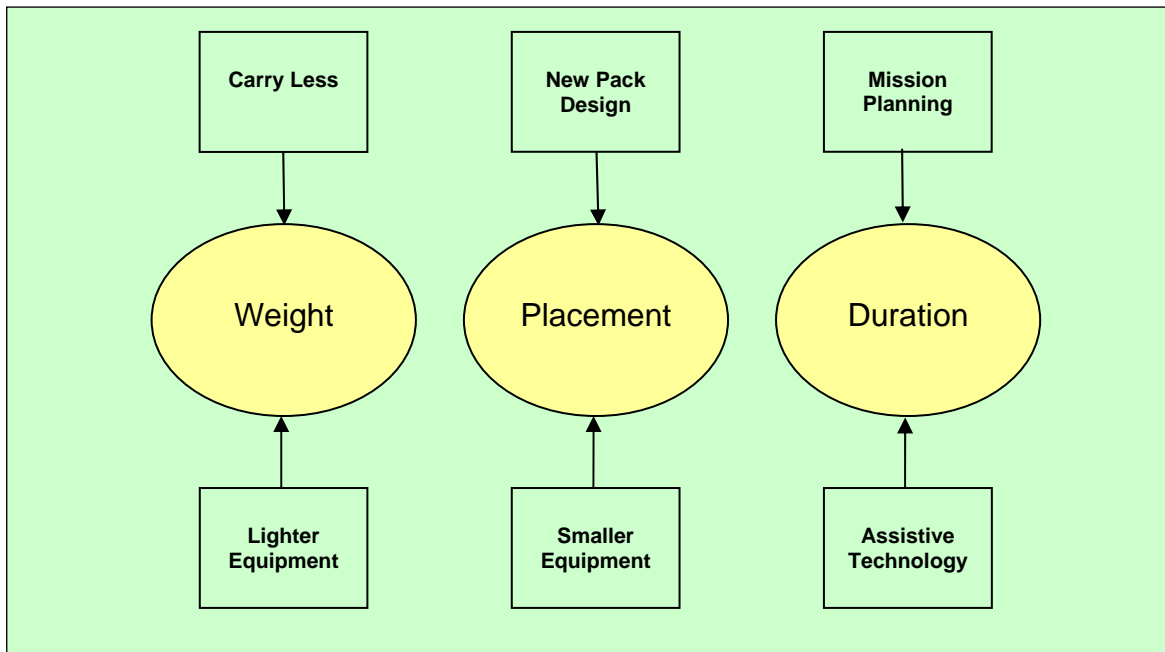 Carry Less
New Pack
Design
Mission
Planning
Weight
Placement
Duration
Lighter
Equipment
Smaller
Equipment
Assistive
Technology